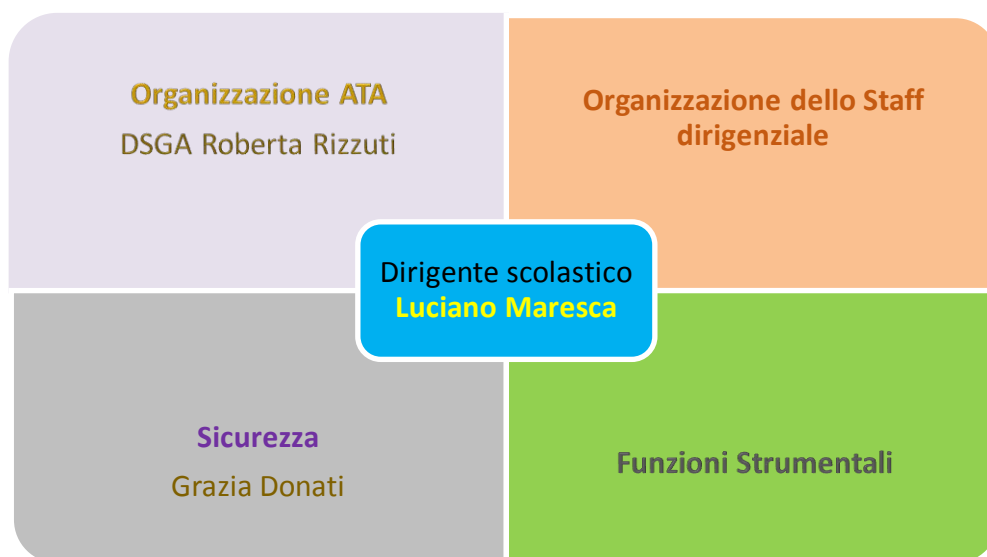 Organizzazione ATA
DSGA Roberta Rizzuti
Organizzazione dello Staff
dirigenziale
Dirigente scolastico
Luciano Maresca
Sicurezza
Grazia Donati
Funzioni Strumentali